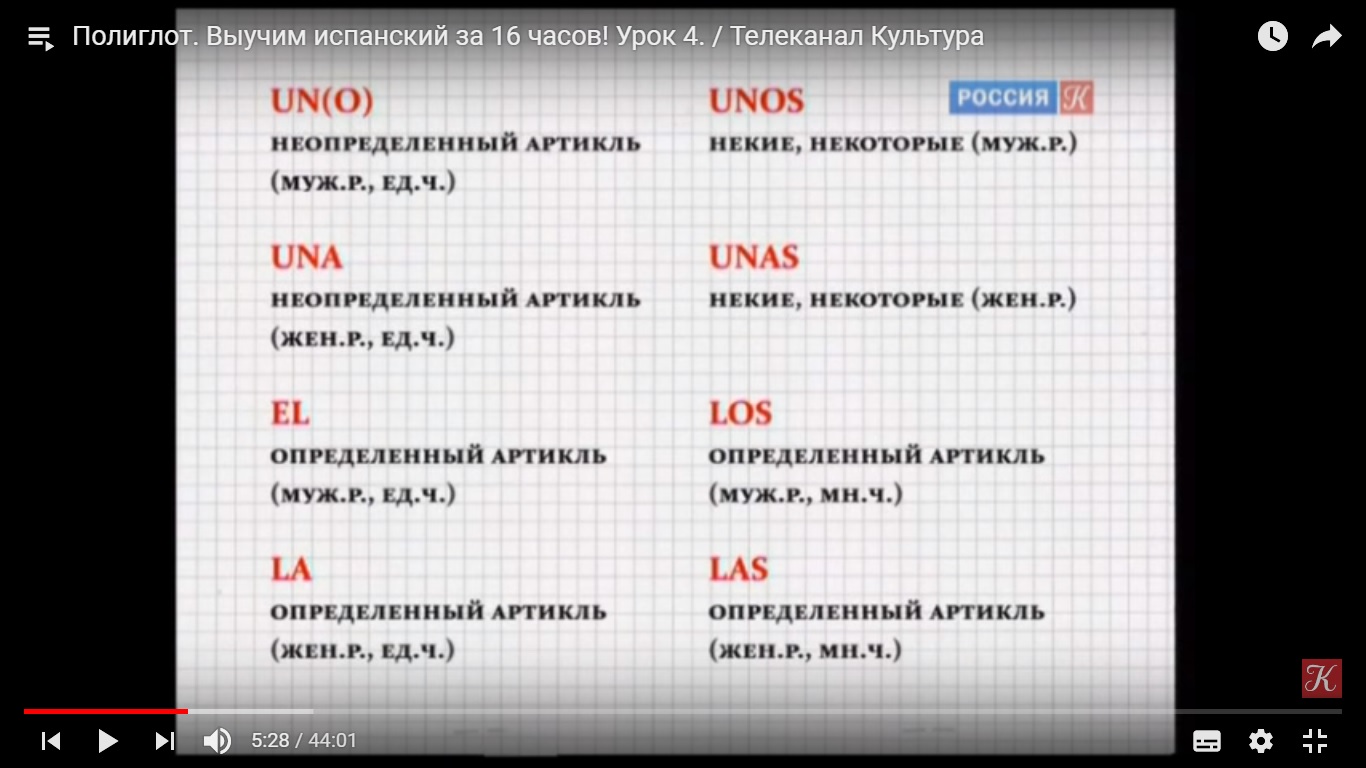 Полиглот. Выучим испанский за 16 часов! Урок 4. / Телеканал Культура
РОССИЯ К
UN(O)
НЕОПРЕДЕЛЕННЫЙ АРТИКЛЬ
(МУЖ.Р., ЕД.Ч.)
UNOS
НЕКИЕ, НЕКОТОРЫЕ (МУЖ.Р.)
UNA
НЕОПРЕДЕЛЕННЫЙ АРТИКЛЬ
(ЖЕН.Р., ЕД.Ч.)
UNAS
НЕКИЕ, НЕКОТОРЫЕ (ЖЕН.Р.)
EL
ОПРЕДЕЛЕННЫЙ АРТИКЛЬ
(МУЖ.Р., ЕД.Ч.)
LOS
ОПРЕДЕЛЕННЫЙ АРТИКЛЬ
(МУЖ.Р., МН.Ч.)
LA
ОПРЕДЕЛЕННЫЙ АРТИКЛЬ
(ЖЕН.Р., ЕД.Ч.)
LAS
ОПРЕДЕЛЕННЫЙ АРТИКЛЬ
(ЖЕН.Р., МН.Ч.)
К
5:28 / 44:01